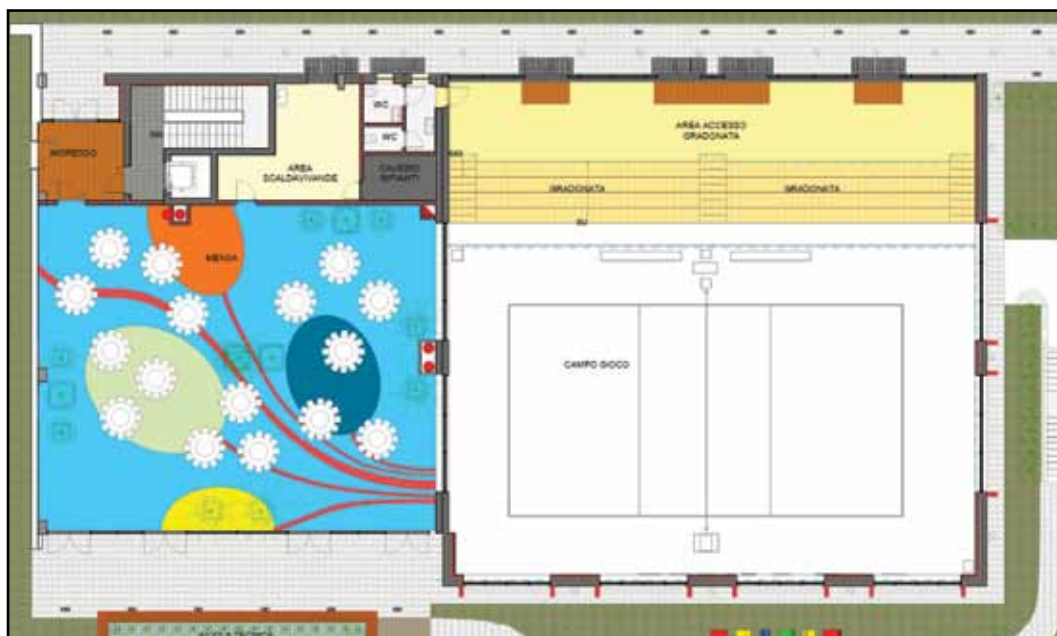 WC
WC
INGRESSO
AREA
SCALDAVIVANDE
CAVEDIO
IMPIANTI
AREA ACCESSO
GRADONATA
GRADONATA
GRADONATA
MENSA
CAMPO GIOCO